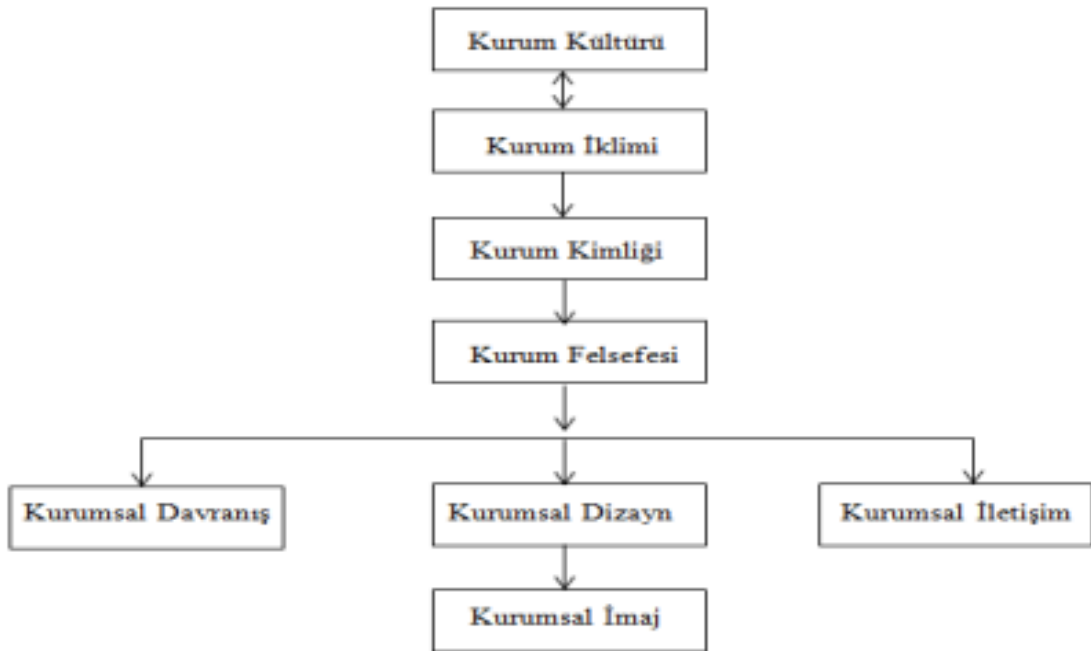 Kurum Kültürü
Kurum İklimi
Kurum Kimliği
Kurum Felsefesi
Kurumsal Davranış
Kurumsal Dizayn
Kurumsal İletişim
Kurumsal İmaj